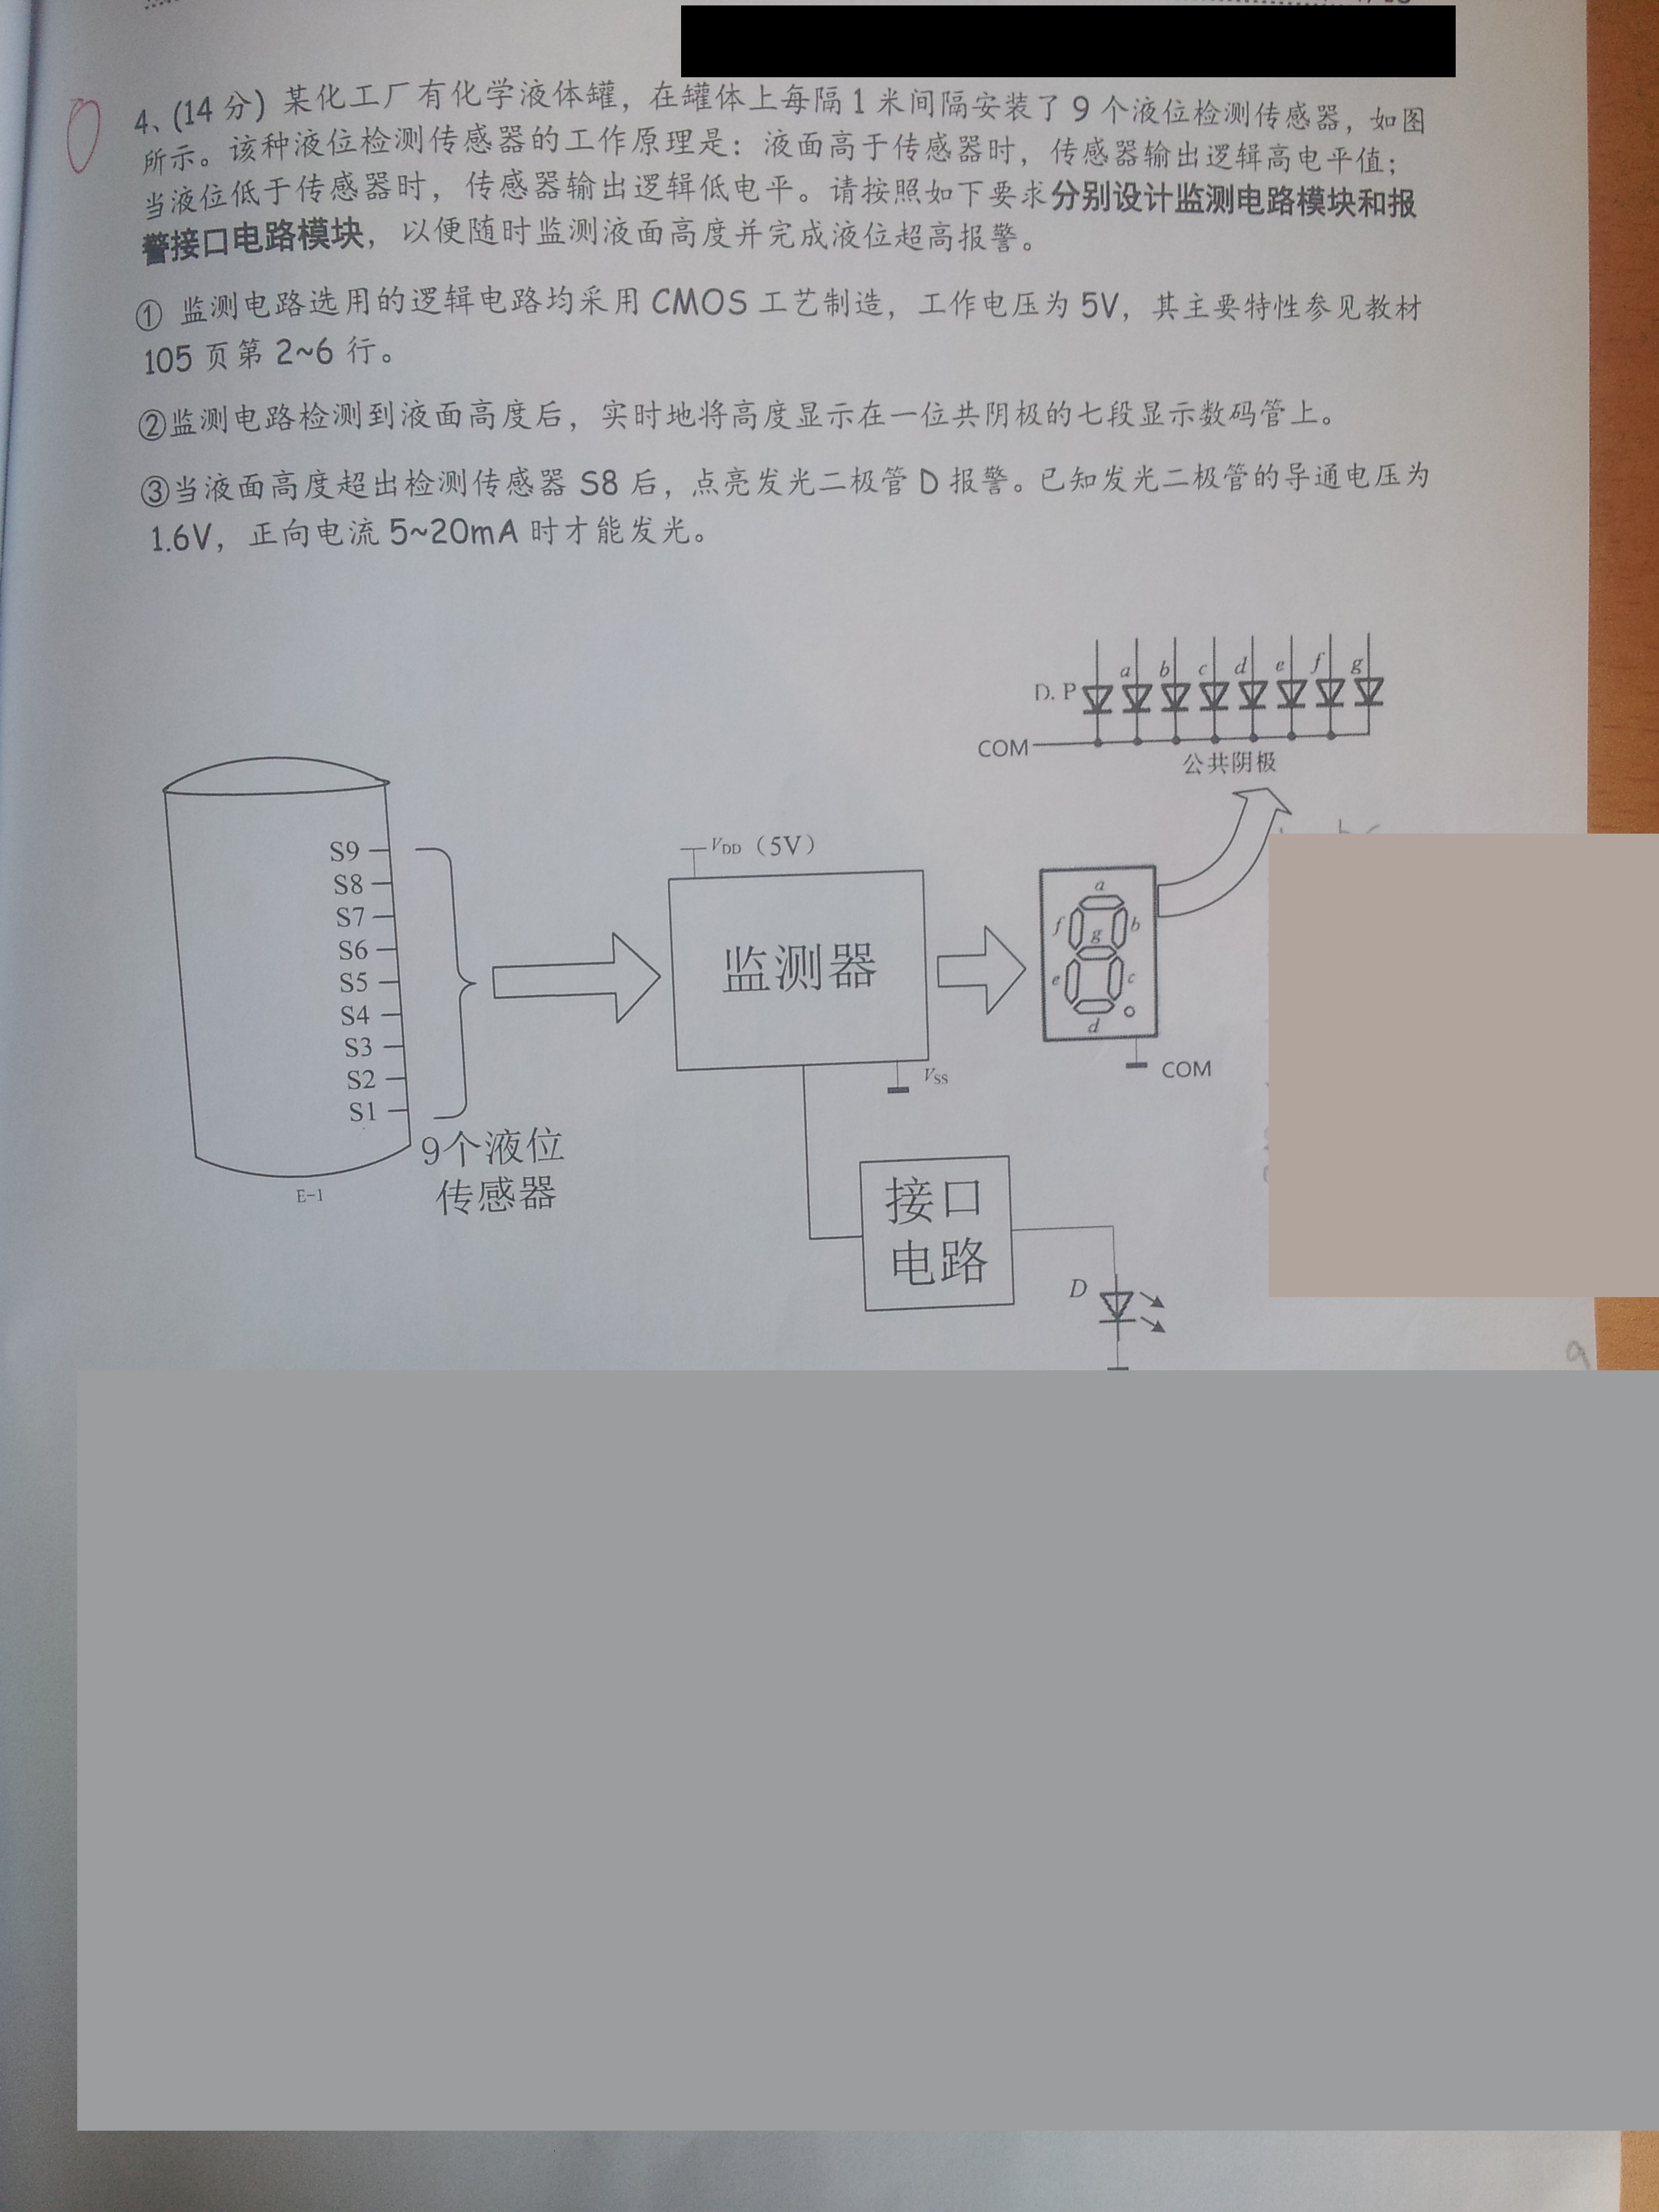 4、(14 分) 某化工厂有化学液体罐，在罐体上每隔 1 米间隔安装了 9 个液位检测传感器，如图
所示。该种液位检测传感器的工作原理是：液面高于传感器时，传感器输出逻辑高电平值；
当液位低于传感器时，传感器输出逻辑低电平。请按照如下要求分别设计监测电路模块和报
警接口电路模块，以便随时监测液面高度并完成液位超高报警。
① 监测电路选用的逻辑电路均采用 CMOS 工艺制造，工作电压为 5V，其主要特性参见教材
105 页第 2~6 行。
②监测电路检测到液面高度后，实时地将高度显示在一位共阴极的七段显示数码管上。
③当液面高度超出检测传感器 S8 后，点亮发光二极管 D 报警。已知发光二极管的导通电压为
1.6V，正向电流 5~20mA 时才能发光。
D. P a b c d e f g
COM
公共阴极
VDD（5V）
S9
S8
S7
S6
S5
S4
S3
S2
S1
监测器
a
f b
g
e c
d
COM
VSS
9个液位
传感器
E-1
接口
电路
D
9